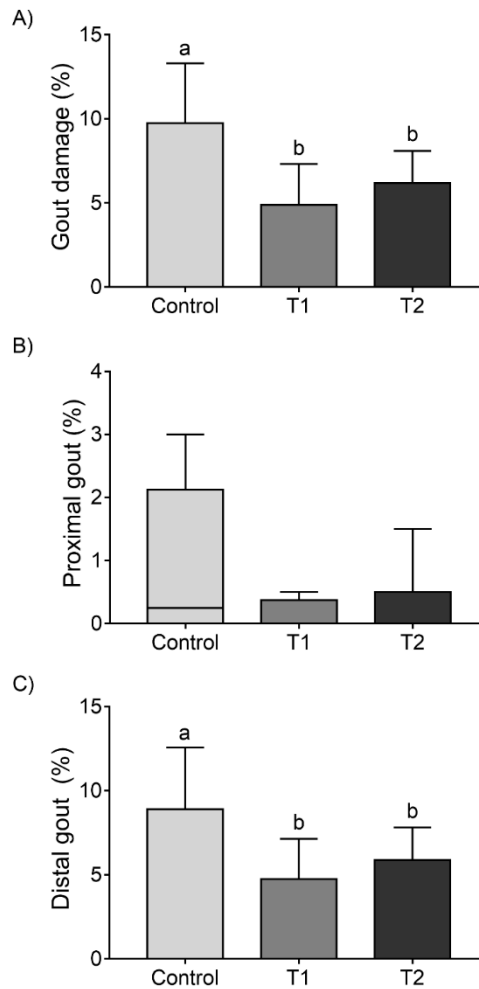 A)
Gout damage (%)
15
10
5
0
a
b
b
Control
T1
T2
B)
Proximal gout (%)
4
3
2
1
0
Control
T1
T2
C)
Distal gout (%)
15
10
5
0
a
b
b
Control
T1
T2